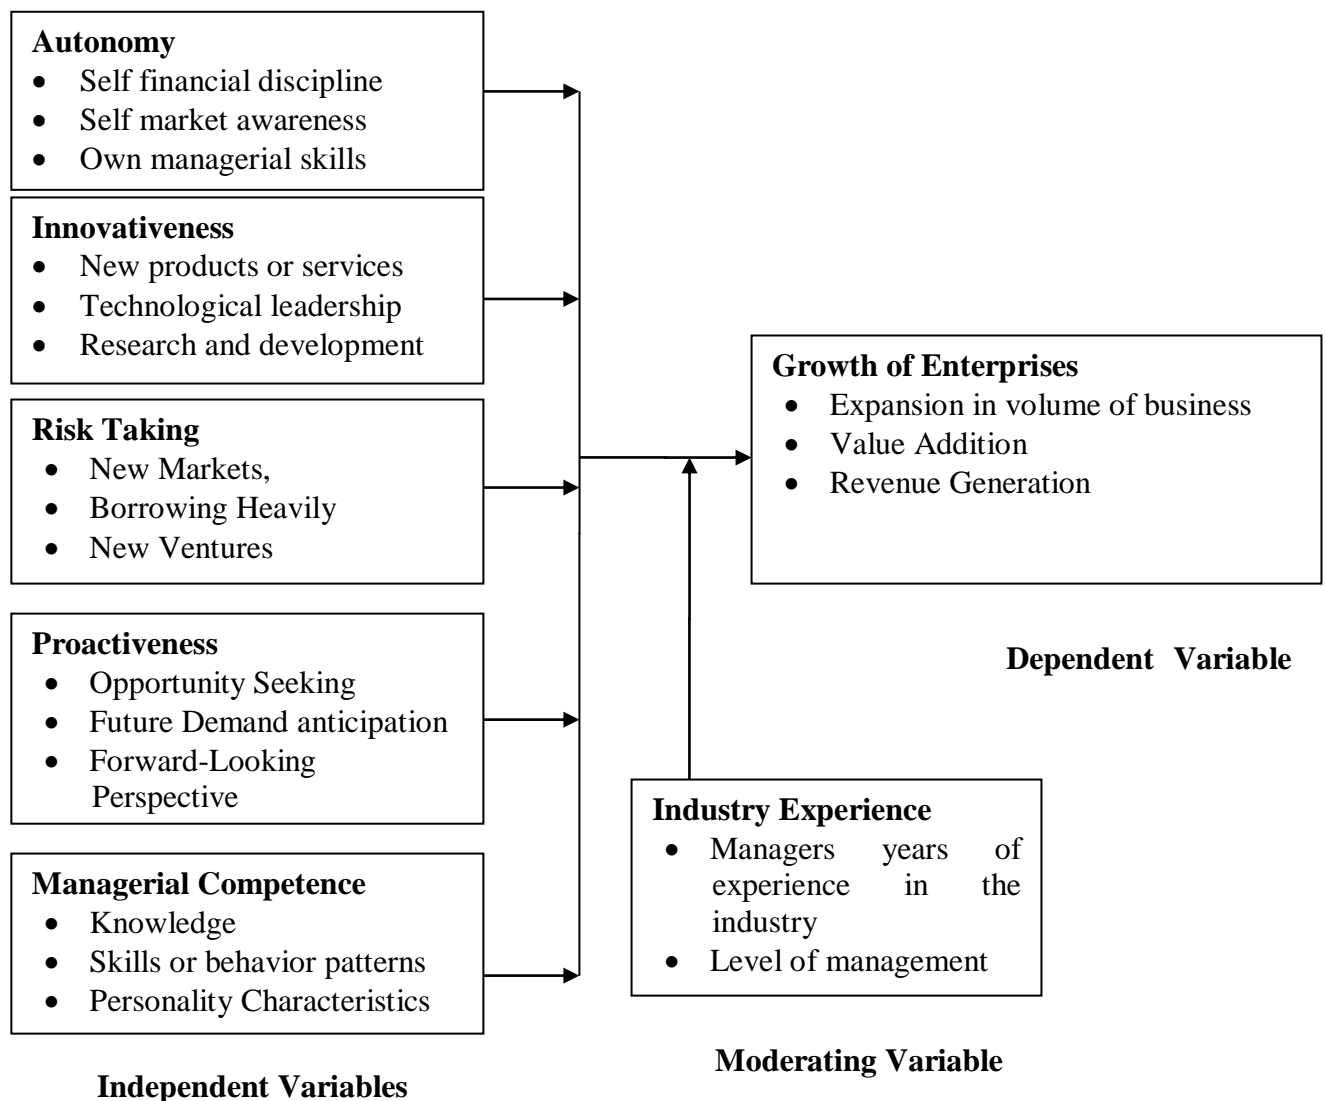 Autonomy
• Self financial discipline
• Self market awareness
• Own managerial skills
Innovativeness
• New products or services
• Technological leadership
• Research and development
Risk Taking
• New Markets,
• Borrowing Heavily
• New Ventures
Proactiveness
• Opportunity Seeking
• Future Demand anticipation
• Forward-Looking
Perspective
Managerial Competence
• Knowledge
• Skills or behavior patterns
• Personality Characteristics
Independent Variables
Growth of Enterprises
• Expansion in volume of business
• Value Addition
• Revenue Generation
Dependent Variable
Industry Experience
• Managers years of
experience in the
industry
• Level of management
Moderating Variable